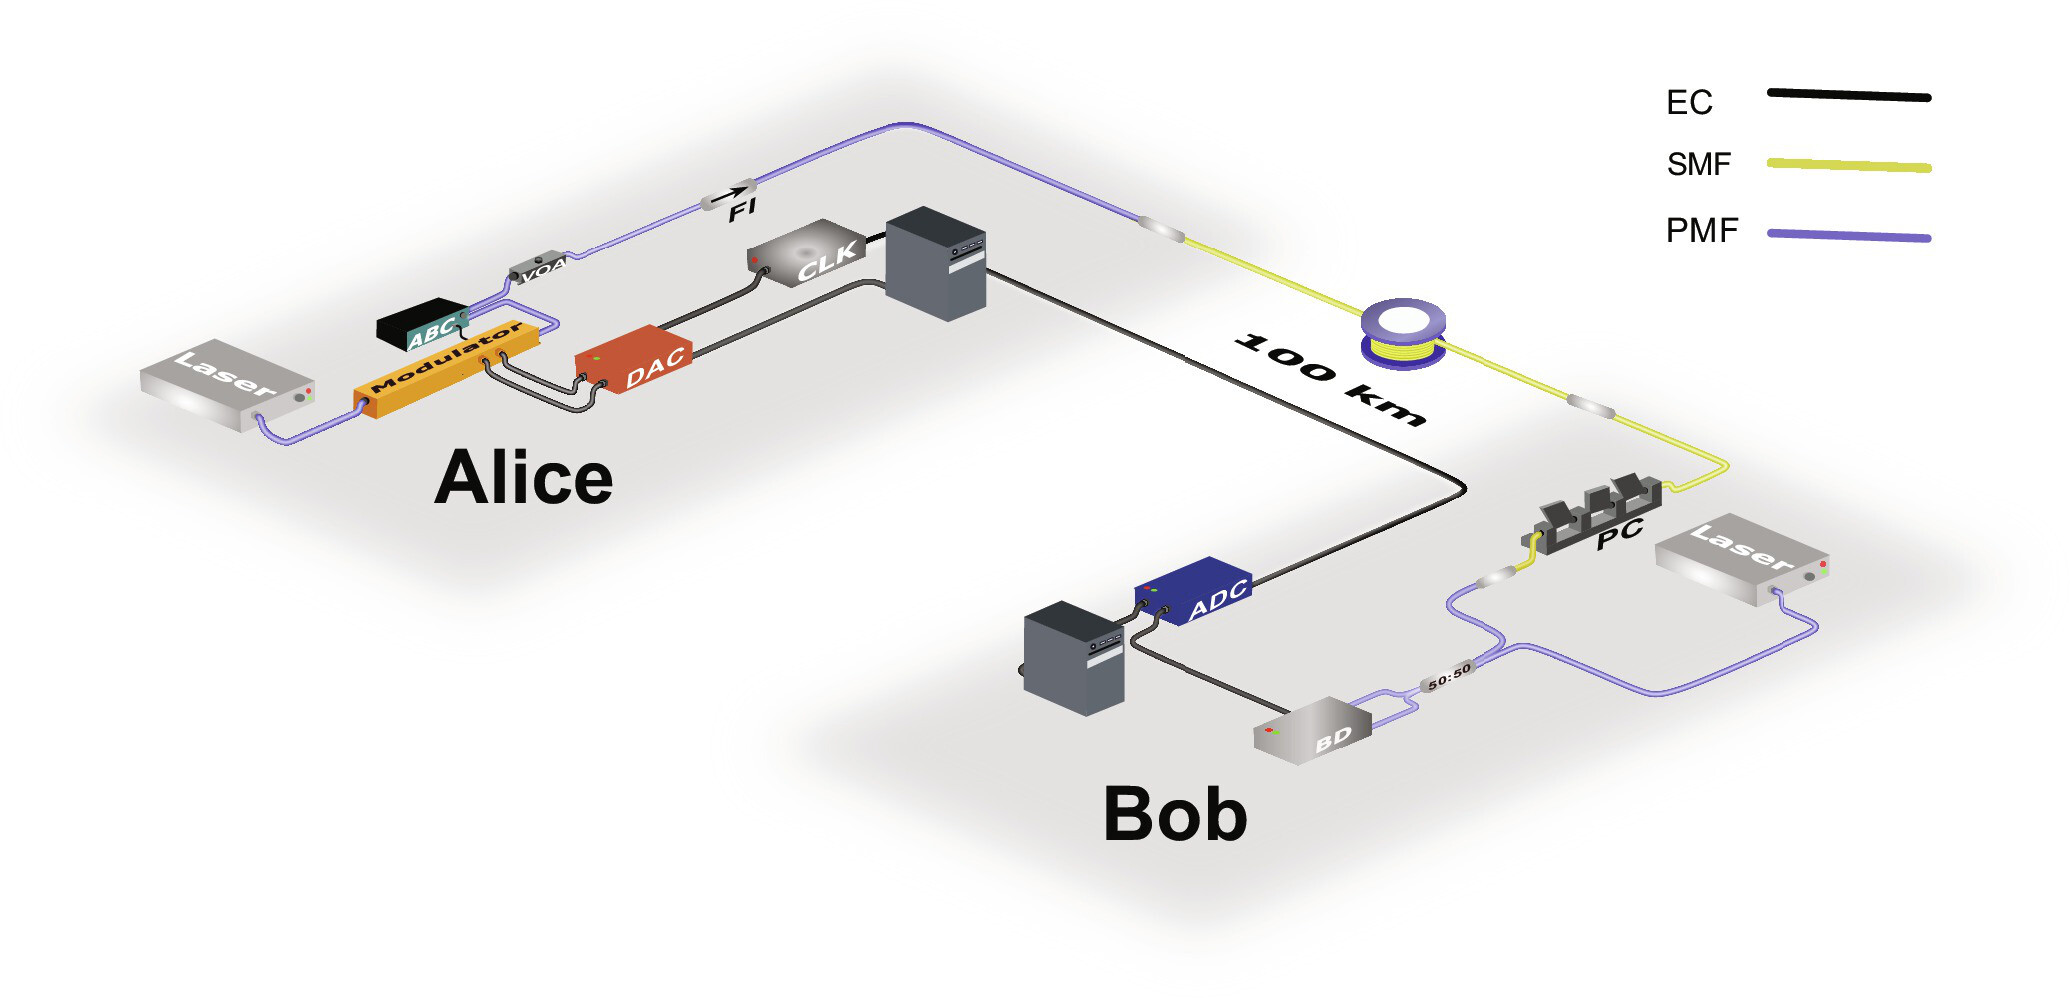 EC
SMF
PMF
FI
VOA
CLK
ABC
Modulator
DAC
Laser
Alice
100 km
PC
Laser
ADC
50:50
BD
Bob